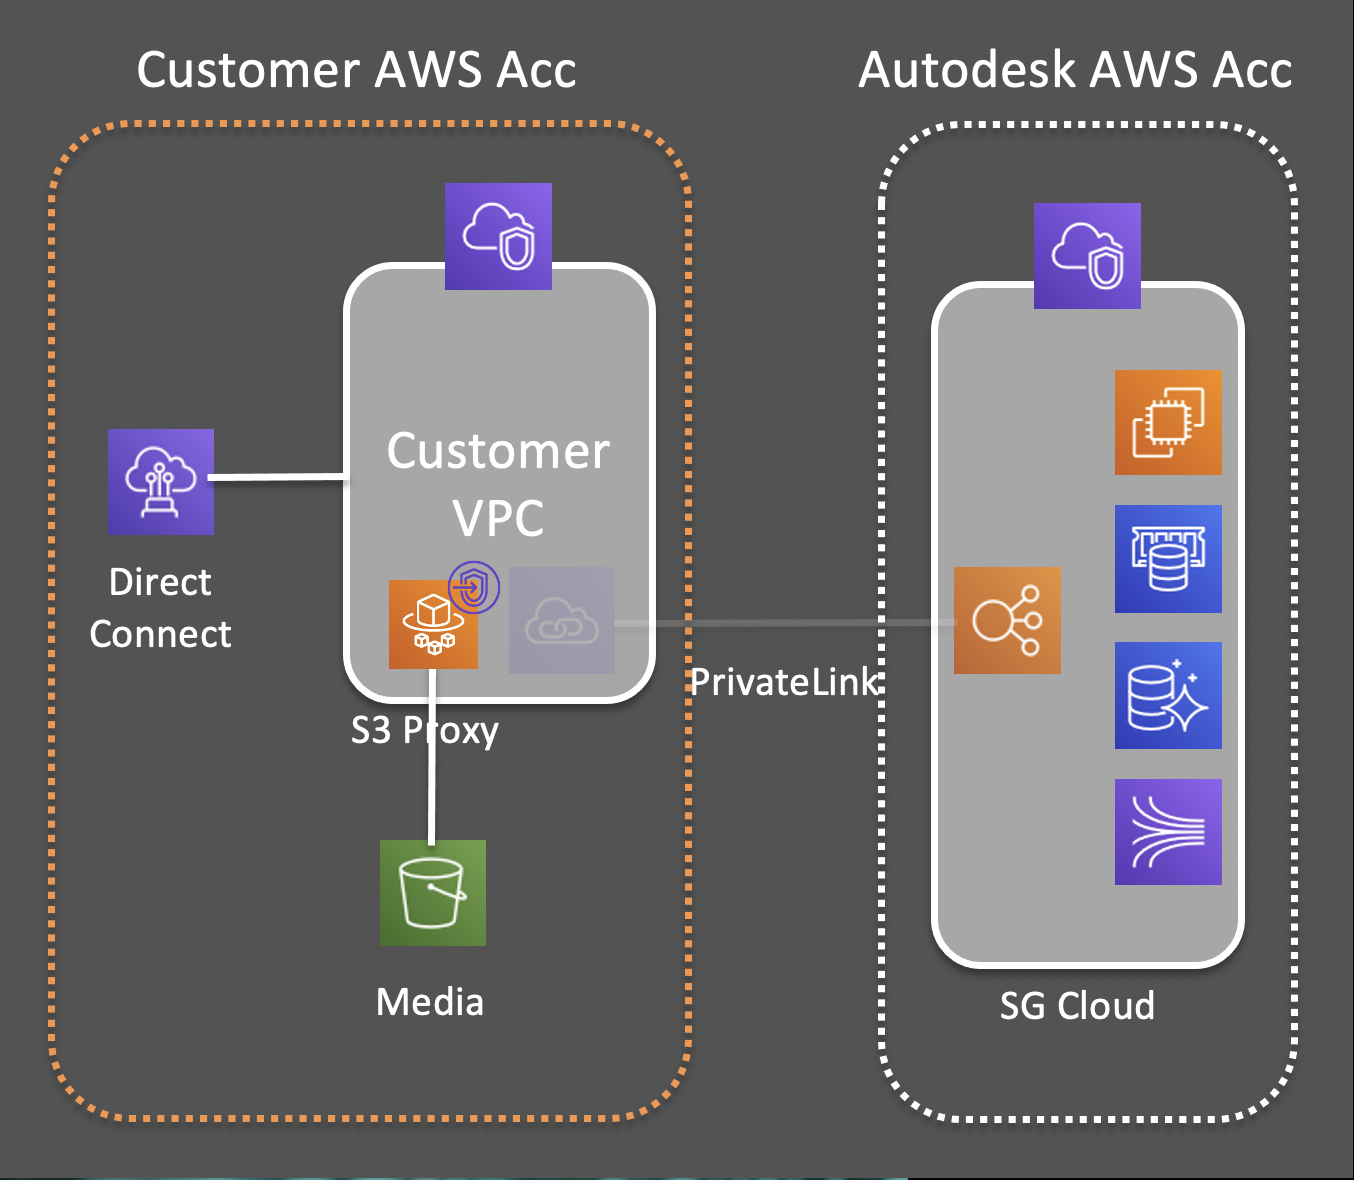 Customer AWS Acc
Autodesk AWS Acc
Customer
VPC
Direct
Connect
PrivateLink
S3 Proxy
Media
SG Cloud